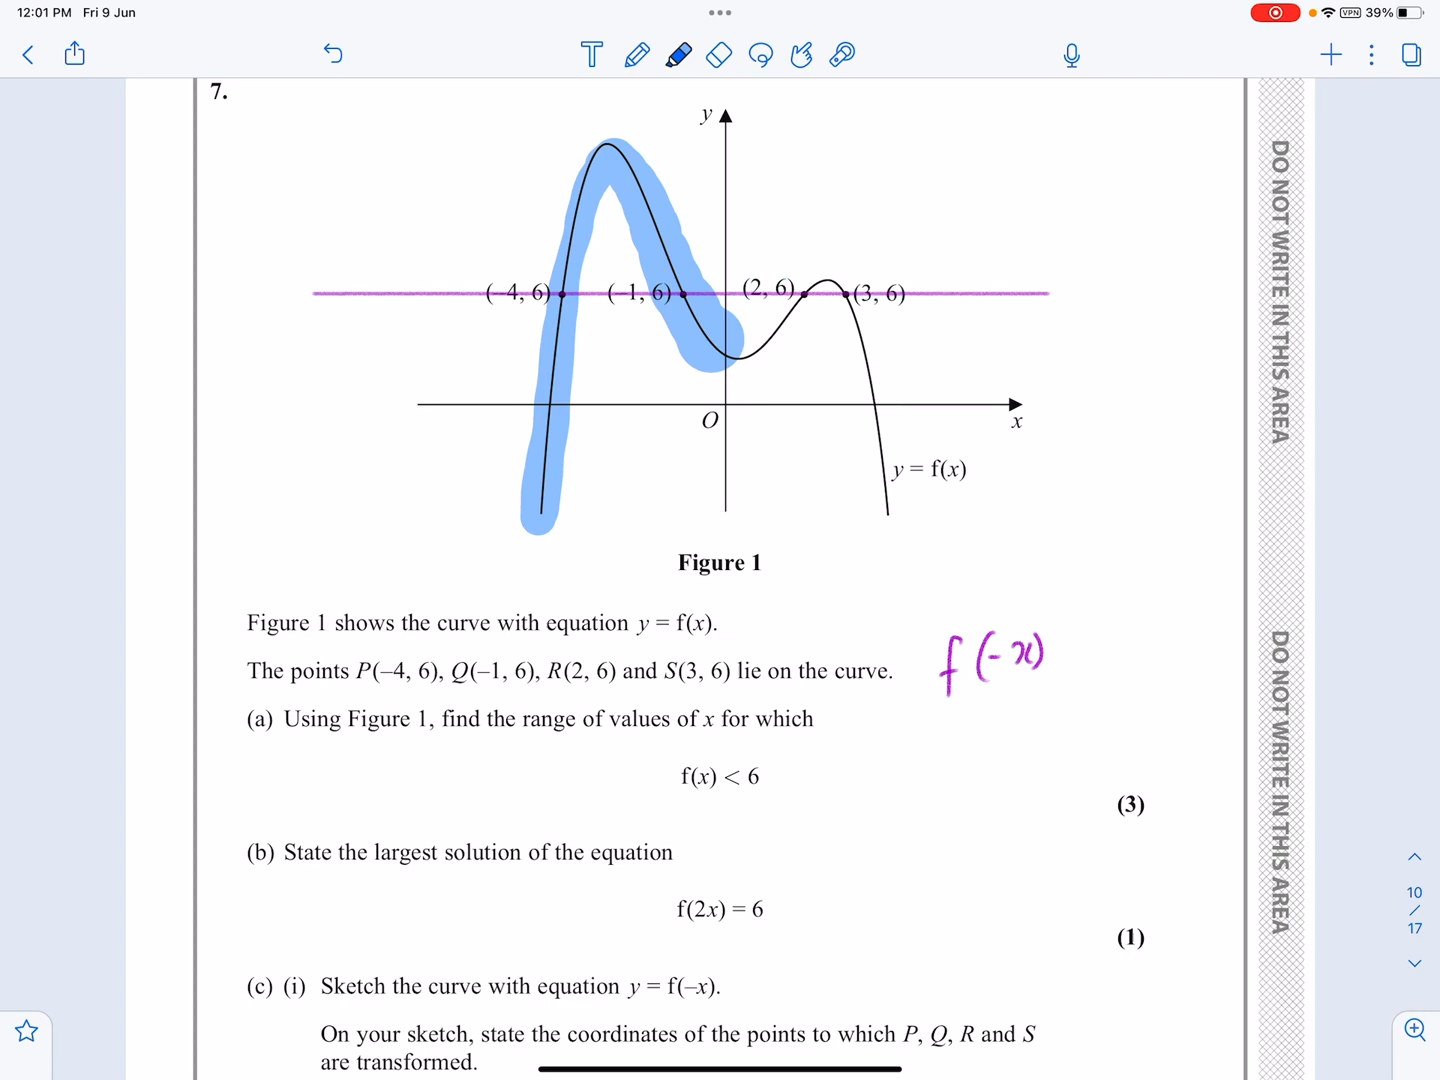 12:01 PM Fri 9 Jun
VPN 39%
T
7.
y
(−4, 6) (−1, 6) (2, 6) (3, 6)
O
x
y = f(x)
Figure 1
Figure 1 shows the curve with equation y = f(x).
f(-x)
The points P(−4, 6), Q(−1, 6), R(2, 6) and S(3, 6) lie on the curve.
(a) Using Figure 1, find the range of values of x for which
f(x) < 6
(3)
(b) State the largest solution of the equation
f(2x) = 6
(1)
(c) (i) Sketch the curve with equation y = f(−x).
On your sketch, state the coordinates of the points to which P, Q, R and S
are transformed.
DO NOT WRITE IN THIS AREA
DO NOT WRITE IN THIS AREA
10
/
17